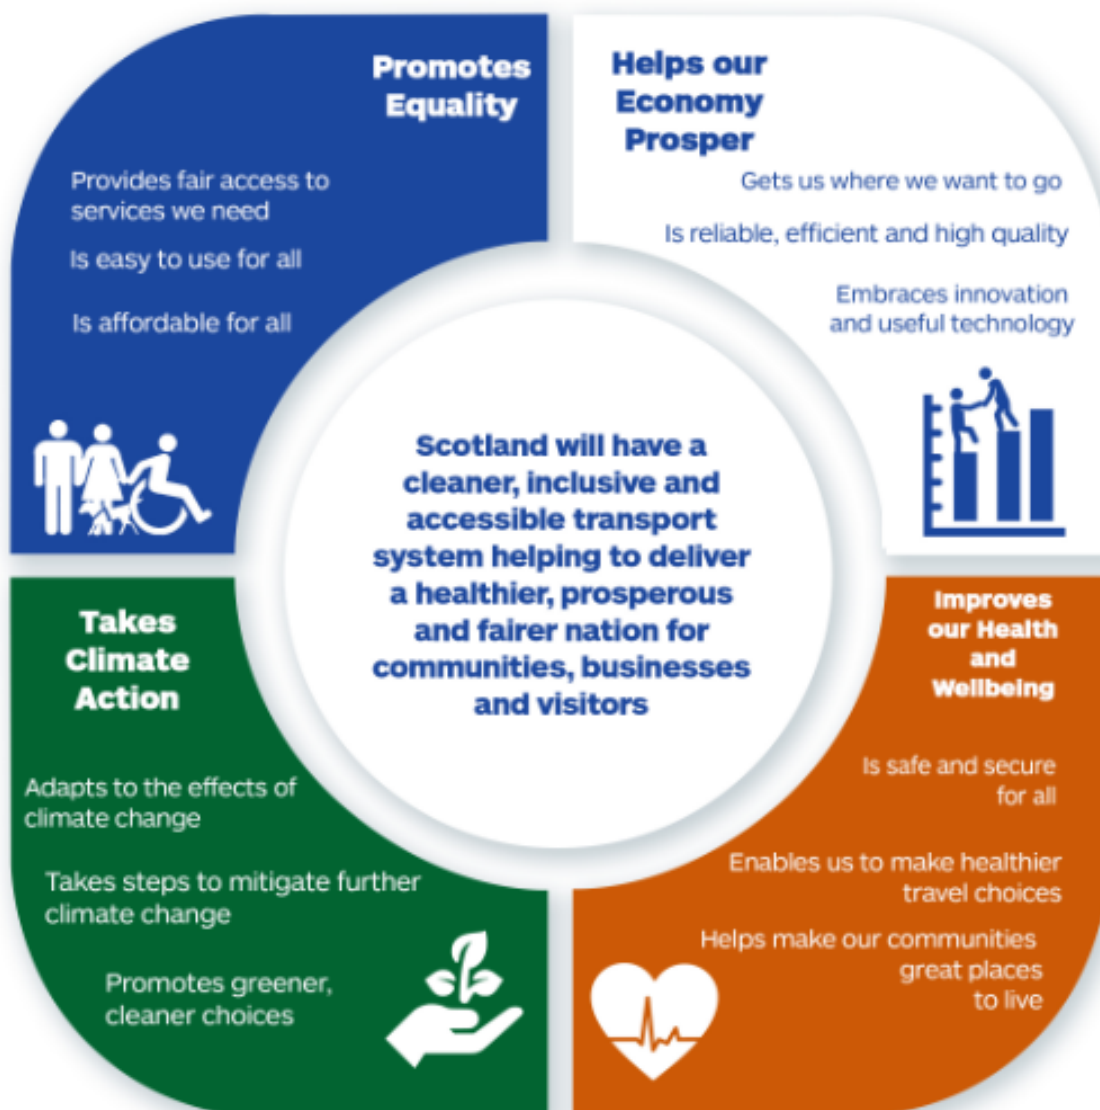 Promotes
Equality
Provides fair access to
services we need
Is easy to use for all
Is affordable for all
Helps our
Economy
Prosper
Gets us where we want to go
Is reliable, efficient and high quality
Embraces innovation
and useful technology
Scotland will have a
cleaner, inclusive and
accessible transport
system helping to deliver
a healthier, prosperous
and fairer nation for
communities, businesses
and visitors
Takes
Climate
Action
Adapts to the effects of
climate change
Takes steps to mitigate further
climate change
Promotes greener,
cleaner choices
Improves
our Health
and
Wellbeing
Is safe and secure
for all
Enables us to make healthier
travel choices
Helps make our communities
great places
to live